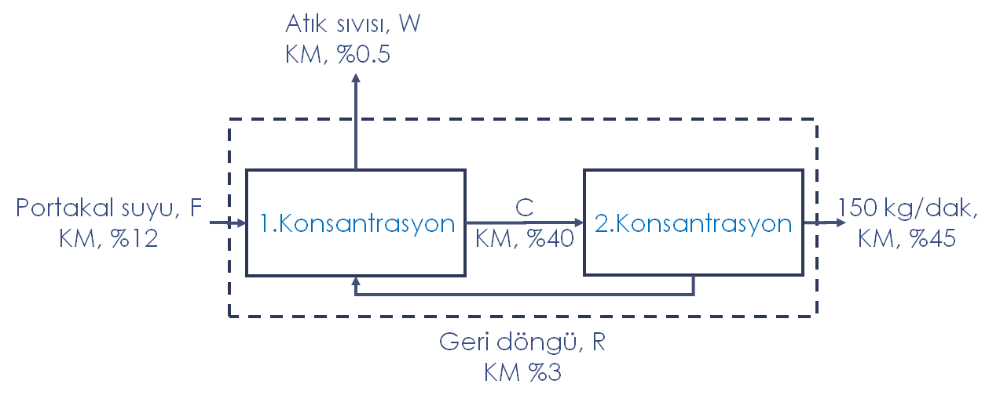 Atık sıvısı, W
KM, %0.5
Portakal suyu, F
KM, %12
1.Konsantrasyon
C
KM, %40
2.Konsantrasyon
150 kg/dak,
KM, %45
Geri döngü, R
KM %3